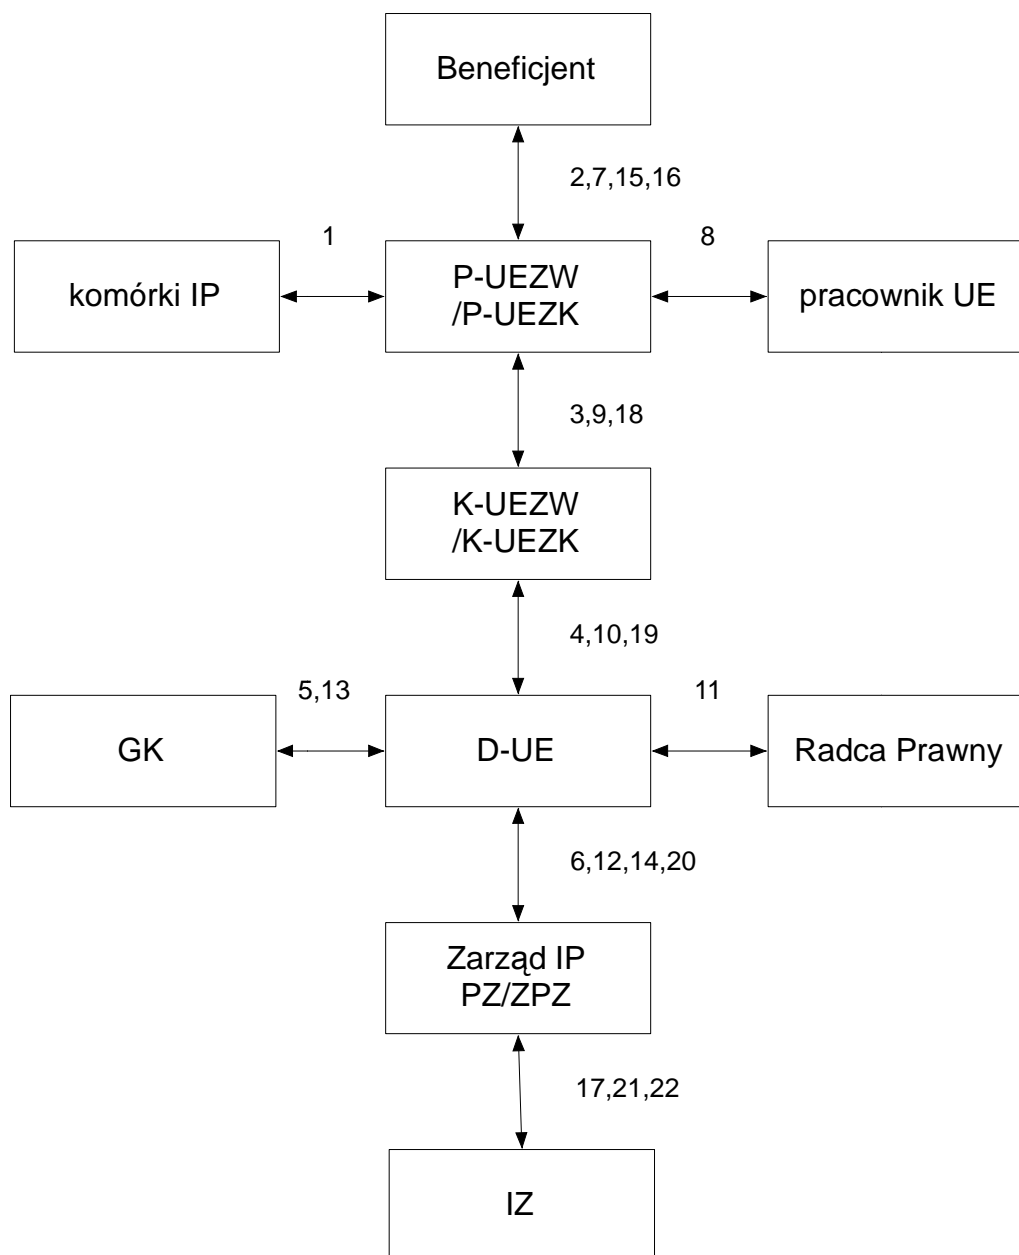 Beneficjent
2,7,15,16
1
8
komórki IP
P-UEZW
/P-UEZK
pracownik UE
3,9,18
K-UEZW
/K-UEZK
4,10,19
5,13
11
GK
D-UE
Radca Prawny
6,12,14,20
Zarząd IP
PZ/ZPZ
17,21,22
IZ